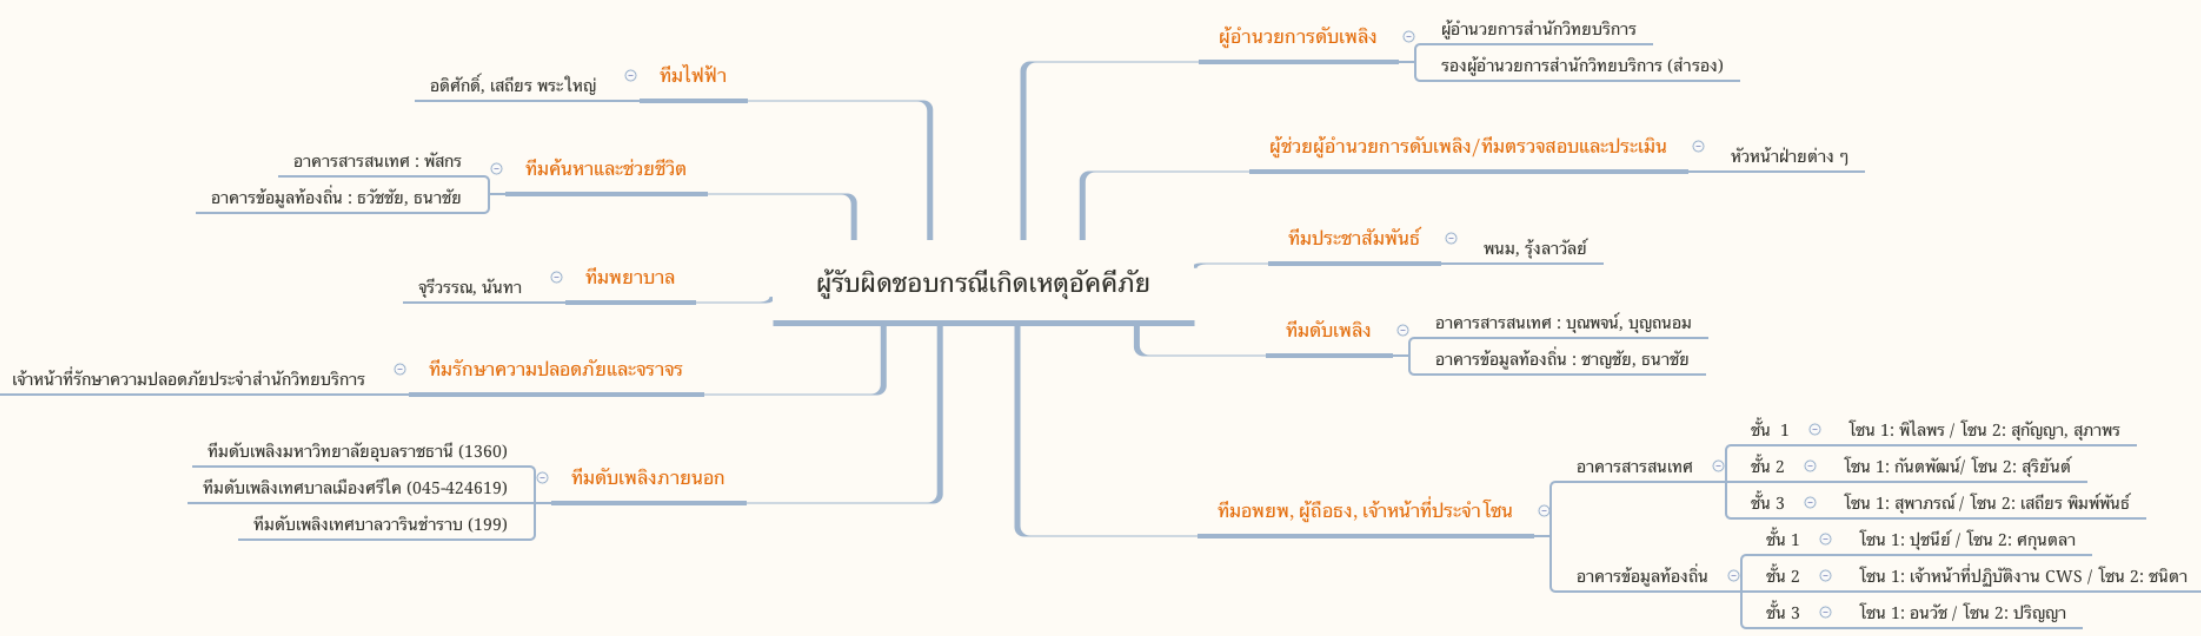 ผู้รับผิดชอบกรณีเกิดเหตุอัคคีภัย
ผู้อำนวยการดับเพลิง
ผู้อำนวยการสำนักวิทยบริการ
รองผู้อำนวยการสำนักวิทยบริการ (สำรอง)
ผู้ช่วยผู้อำนวยการดับเพลิง/ทีมตรวจสอบและประเมิน
หัวหน้าฝ่ายต่าง ๆ
ทีมประชาสัมพันธ์
พนม, รุ้งลาวัลย์
ทีมดับเพลิง
อาคารสารสนเทศ : บุณพจน์, บุญถนอม
อาคารข้อมูลท้องถิ่น : ชาญชัย, ธนาชัย
ทีมอพยพ, ผู้ถือธง, เจ้าหน้าที่ประจำโซน
อาคารสารสนเทศ
ชั้น 1
โซน 1: พิไลพร / โซน 2: สุกัญญา, สุภาพร
ชั้น 2
โซน 1: กันตพัฒน์/ โซน 2: สุริยันต์
ชั้น 3
โซน 1: สุพาภรณ์ / โซน 2: เสถียร พิมพ์พันธ์
อาคารข้อมูลท้องถิ่น
ชั้น 1
โซน 1: ปุชนีย์ / โซน 2: ศกุนตลา
ชั้น 2
โซน 1: เจ้าหน้าที่ปฏิบัติงาน CWS / โซน 2: ชนิตา
ชั้น 3
โซน 1: อนวัช / โซน 2: ปริญญา
ทีมไฟฟ้า
อดิศักดิ์, เสถียร พระใหญ่
ทีมค้นหาและช่วยชีวิต
อาคารสารสนเทศ : พัสกร
อาคารข้อมูลท้องถิ่น : ธวัชชัย, ธนาชัย
ทีมพยาบาล
จุรีวรรณ, นันทา
ทีมรักษาความปลอดภัยและจราจร
เจ้าหน้าที่รักษาความปลอดภัยประจำสำนักวิทยบริการ
ทีมดับเพลิงภายนอก
ทีมดับเพลิงมหาวิทยาลัยอุบลราชธานี (1360)
ทีมดับเพลิงเทศบาลเมืองศรีไค (045-424619)
ทีมดับเพลิงเทศบาลวารินชำราบ (199)